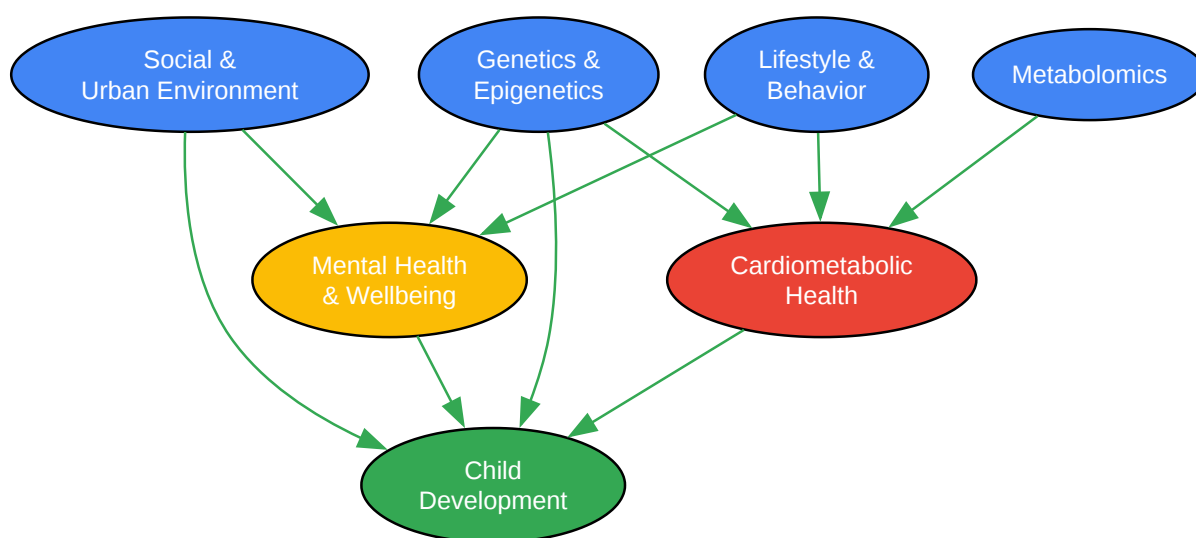 Social &
Urban Environment
Genetics &
Epigenetics
Lifestyle &
Behavior
Metabolomics
Mental Health
& Wellbeing
Cardiometabolic
Health
Child
Development